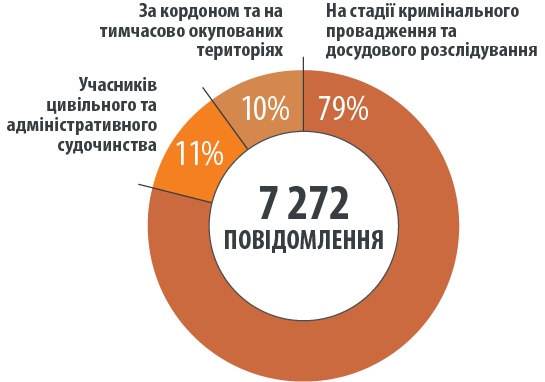 За кордоном та на
тимчасово окупованих
територіях
На стадії кримінального
провадження та
досудового розслідування
Учасників
цивільного та
адміністративного
судочинства
10%
79%
11%
7 272
ПОВІДОМЛЕННЯ